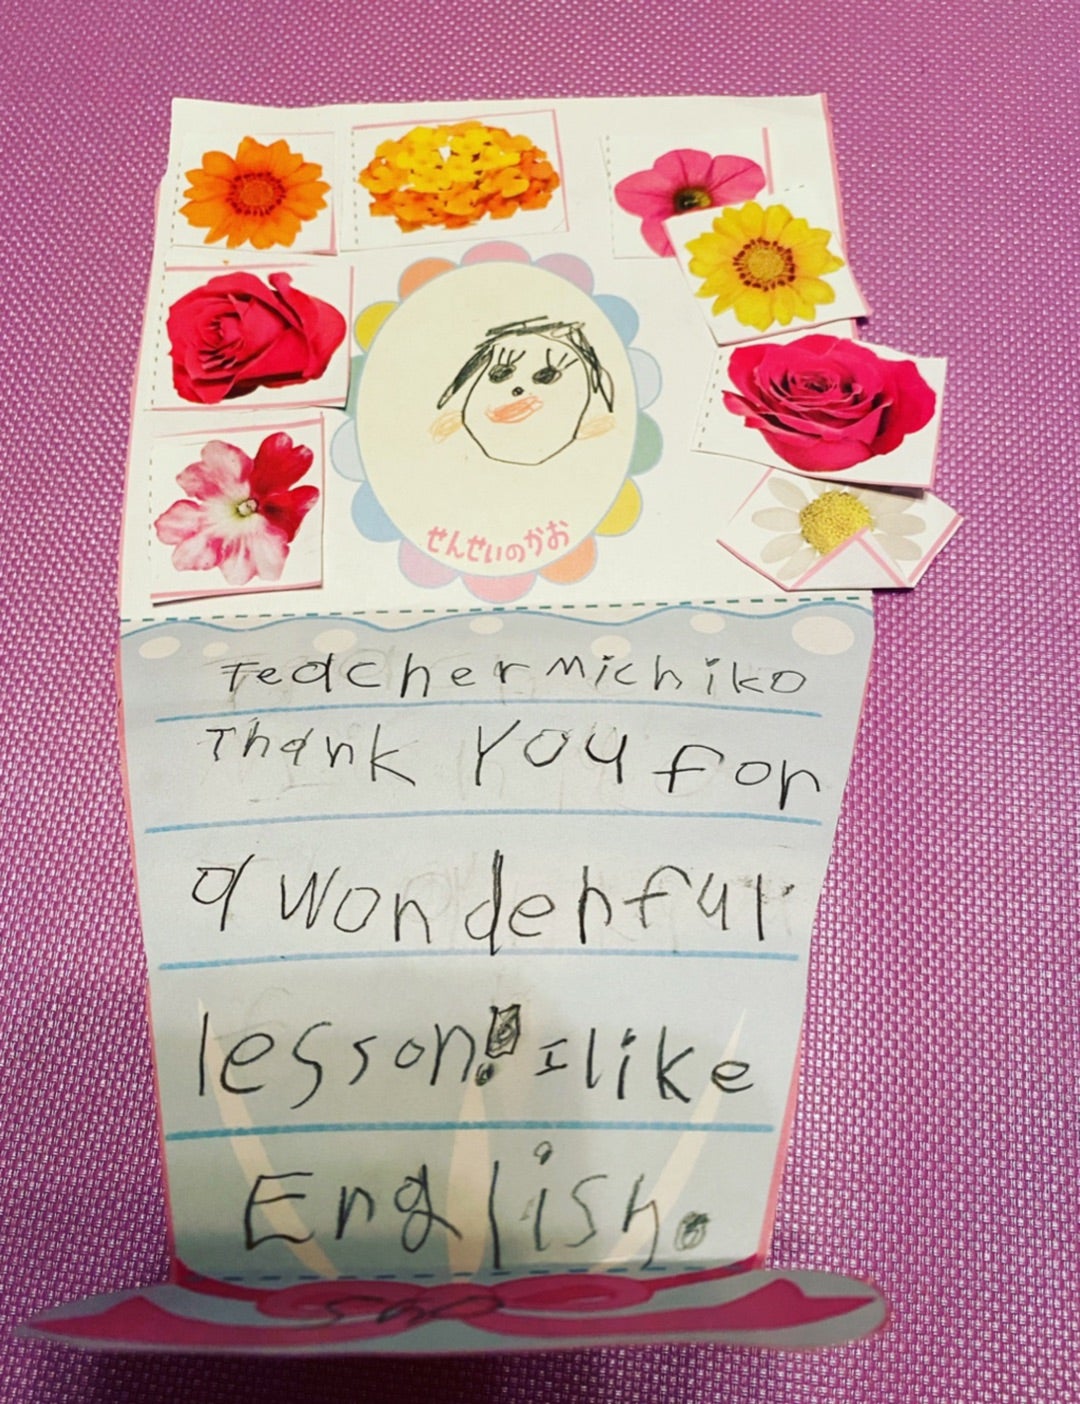 せんせいのかお
Teacher Michiko
Thank You for
a wonderful
lesson! I like
English.